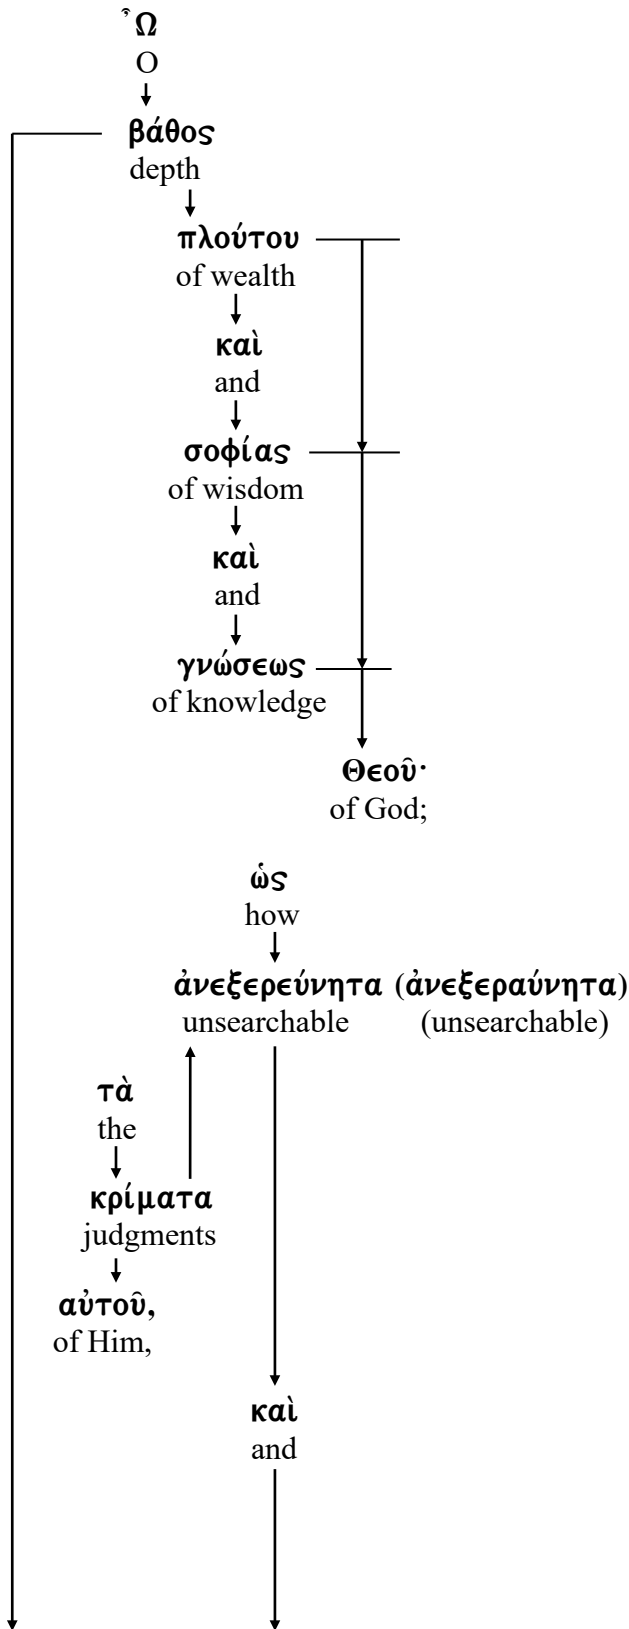 Ὦ
O
βάθος
depth
πλούτου
of wealth
καὶ
and
σοφίας
of wisdom
καὶ
and
γνώσεως
of knowledge
Θεοῦ·
of God;
ὡς
how
ἀνεξερεύνητα (ἀνεξεραύνητα)
unsearchable (unsearchable)
τὰ
the
κρίματα
judgments
αὐτοῦ,
of Him,
καὶ
and